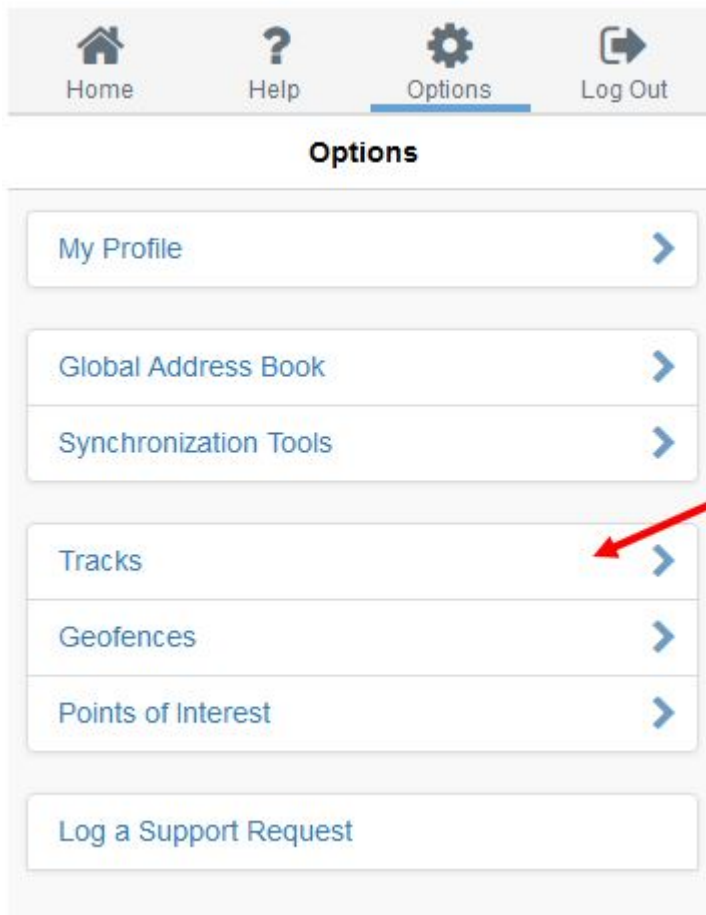 Home Help Options Log Out
Options
My Profile
Global Address Book
Synchronization Tools
Tracks
Geofences
Points of Interest
Log a Support Request